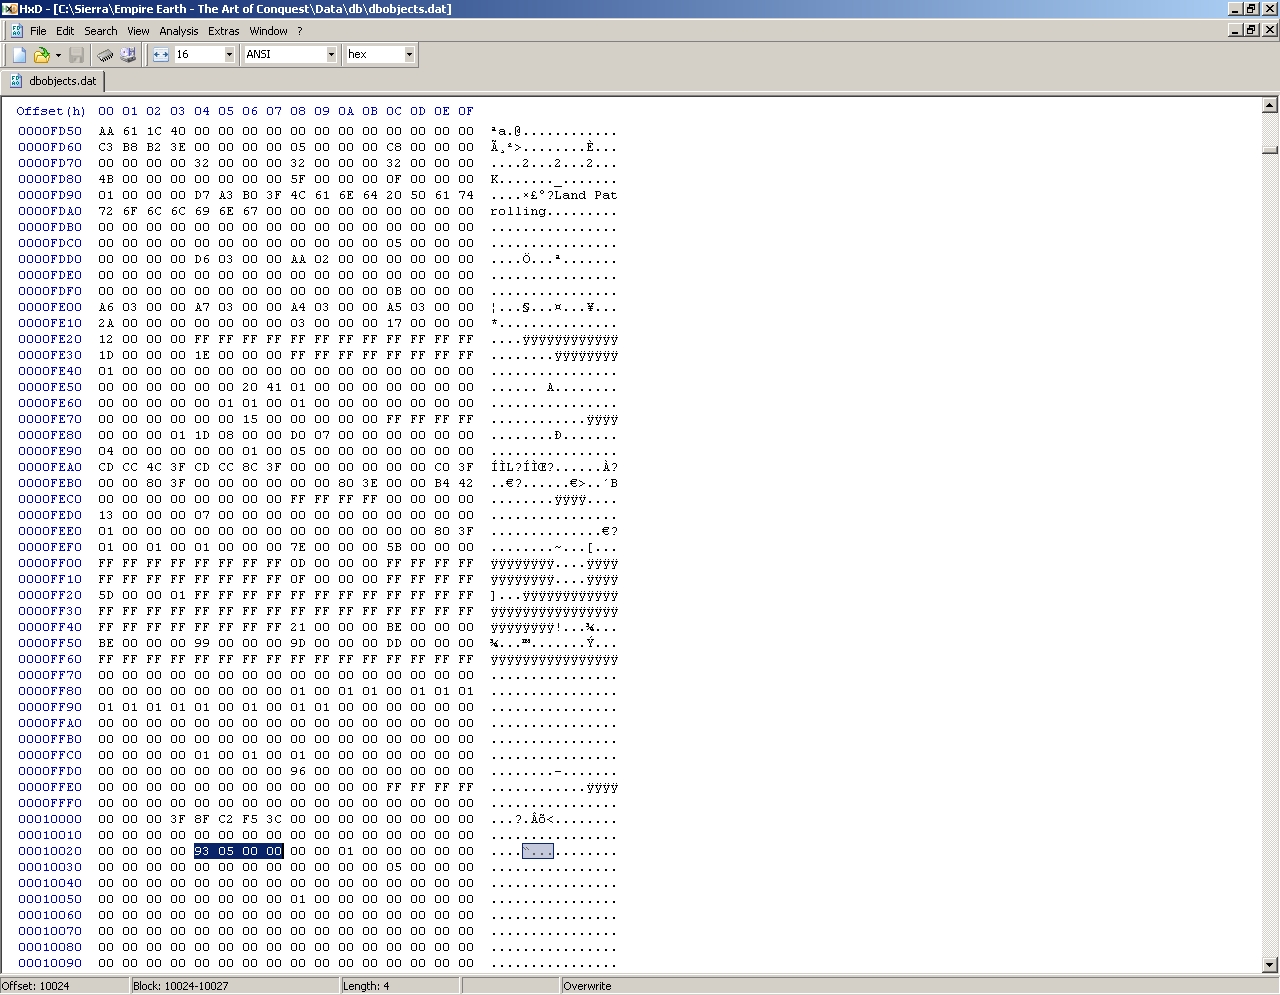 HxD - [C:\Sierra\Empire Earth - The Art of Conquest\Data\db\dbobjects.dat]
File Edit Search View Analysis Extras Window ?
16 ANSI hex
dbobjects.dat
Offset(h) 00 01 02 03 04 05 06 07 08 09 0A 0B 0C 0D 0E 0F
0000FD50 AA 61 1C 40 00 00 00 00 00 00 00 00 00 00 00 00 ªa.@............
0000FD60 C3 B8 B2 3E 00 00 00 00 05 00 00 00 C8 00 00 00 Ã¸²>........È...
0000FD70 00 00 00 00 32 00 00 00 32 00 00 00 32 00 00 00 ....2...2...2...
0000FD80 4B 00 00 00 00 00 00 00 5F 00 00 00 0F 00 00 00 K......._.......
0000FD90 01 00 00 00 D7 A3 B0 3F 4C 61 6E 64 20 50 61 74 ....×£°?Land Pat
0000FDA0 72 6F 6C 6C 69 6E 67 00 00 00 00 00 00 00 00 00 rolling.........
0000FDB0 00 00 00 00 00 00 00 00 00 00 00 00 00 00 00 00 ................
0000FDC0 00 00 00 00 00 00 00 00 00 00 00 00 05 00 00 00 ................
0000FDD0 00 00 00 00 D6 03 00 00 AA 02 00 00 00 00 00 00 ....Ö...ª.......
0000FDE0 00 00 00 00 00 00 00 00 00 00 00 00 00 00 00 00 ................
0000FDF0 00 00 00 00 00 00 00 00 00 00 00 00 0B 00 00 00 ................
0000FE00 A6 03 00 00 A7 03 00 00 A4 03 00 00 A5 03 00 00 ¦...§...¤...¥...
0000FE10 2A 00 00 00 00 00 00 00 03 00 00 00 17 00 00 00 *...............
0000FE20 12 00 00 00 FF FF FF FF FF FF FF FF FF FF FF FF ....ÿÿÿÿÿÿÿÿÿÿÿÿ
0000FE30 1D 00 00 00 1E 00 00 00 FF FF FF FF FF FF FF FF ........ÿÿÿÿÿÿÿÿ
0000FE40 01 00 00 00 00 00 00 00 00 00 00 00 00 00 00 00 ................
0000FE50 00 00 00 00 00 00 20 41 01 00 00 00 00 00 00 00 ...... A........
0000FE60 00 00 00 00 00 01 01 00 01 00 00 00 00 00 00 00 ................
0000FE70 00 00 00 00 00 00 15 00 00 00 00 00 FF FF FF FF ............ÿÿÿÿ
0000FE80 00 00 00 01 1D 08 00 00 D0 07 00 00 00 00 00 00 ........Ð.......
0000FE90 04 00 00 00 00 00 01 00 05 00 00 00 00 00 00 00 ................
0000FEA0 CD CC 4C 3F CD CC 8C 3F 00 00 00 00 00 00 C0 3F ÍÌL?ÍÌŒ?......À?
0000FEB0 00 00 80 3F 00 00 00 00 00 00 80 3E 00 00 B4 42 ..€?......€>..´B
0000FEC0 00 00 00 00 00 00 00 00 FF FF FF FF 00 00 00 00 ........ÿÿÿÿ....
0000FED0 13 00 00 00 07 00 00 00 00 00 00 00 00 00 00 00 ................
0000FEE0 01 00 00 00 00 00 00 00 00 00 00 00 00 00 80 3F ..............€?
0000FEF0 01 00 01 00 01 00 00 00 7E 00 00 00 5B 00 00 00 ........~...[...
0000FF00 FF FF FF FF FF FF FF FF 0D 00 00 00 FF FF FF FF ÿÿÿÿÿÿÿÿ....ÿÿÿÿ
0000FF10 FF FF FF FF FF FF FF FF 0F 00 00 00 FF FF FF FF ÿÿÿÿÿÿÿÿ....ÿÿÿÿ
0000FF20 5D 00 00 01 FF FF FF FF FF FF FF FF FF FF FF FF ]...ÿÿÿÿÿÿÿÿÿÿÿÿ
0000FF30 FF FF FF FF FF FF FF FF FF FF FF FF FF FF FF FF ÿÿÿÿÿÿÿÿÿÿÿÿÿÿÿÿ
0000FF40 FF FF FF FF FF FF FF FF 21 00 00 00 BE 00 00 00 ÿÿÿÿÿÿÿÿ!...¾...
0000FF50 BE 00 00 00 99 00 00 00 9D 00 00 00 DD 00 00 00 ¾...™.......Ý...
0000FF60 FF FF FF FF FF FF FF FF FF FF FF FF FF FF FF FF ÿÿÿÿÿÿÿÿÿÿÿÿÿÿÿÿ
0000FF70 00 00 00 00 00 00 00 00 00 00 00 00 00 00 00 00 ................
0000FF80 00 00 00 00 00 00 00 00 01 00 01 01 00 01 01 01 ................
0000FF90 01 01 01 01 01 00 01 00 01 01 00 00 00 00 00 00 ................
0000FFA0 00 00 00 00 00 00 00 00 00 00 00 00 00 00 00 00 ................
0000FFB0 00 00 00 00 00 00 00 00 00 00 00 00 00 00 00 00 ................
0000FFC0 00 00 00 00 01 00 01 00 01 00 00 00 00 00 00 00 ................
0000FFD0 00 00 00 00 00 00 00 00 96 00 00 00 00 00 00 00 ........–.......
0000FFE0 00 00 00 00 00 00 00 00 00 00 00 00 FF FF FF FF ............ÿÿÿÿ
0000FFF0 00 00 00 00 00 00 00 00 00 00 00 00 00 00 00 00 ................
00010000 00 00 00 3F 8F C2 F5 3C 00 00 00 00 00 00 00 00 ...?.Âõ<........
00010010 00 00 00 00 00 00 00 00 00 00 00 00 00 00 00 00 ................
00010020 00 00 00 00 93 05 00 00 00 00 01 00 00 00 00 00 ....“...........
00010030 00 00 00 00 00 00 00 00 00 00 00 00 05 00 00 00 ................
00010040 00 00 00 00 00 00 00 00 00 00 00 00 00 00 00 00 ................
00010050 00 00 00 00 00 00 00 00 01 00 00 00 00 00 00 00 ................
00010060 00 00 00 00 00 00 00 00 00 00 00 00 00 00 00 00 ................
00010070 00 00 00 00 00 00 00 00 00 00 00 00 00 00 00 00 ................
00010080 00 00 00 00 00 00 00 00 00 00 00 00 00 00 00 00 ................
00010090 00 00 00 00 00 00 00 00 00 00 00 00 00 00 00 00 ................
Offset: 10024 Block: 10024-10027 Length: 4 Overwrite